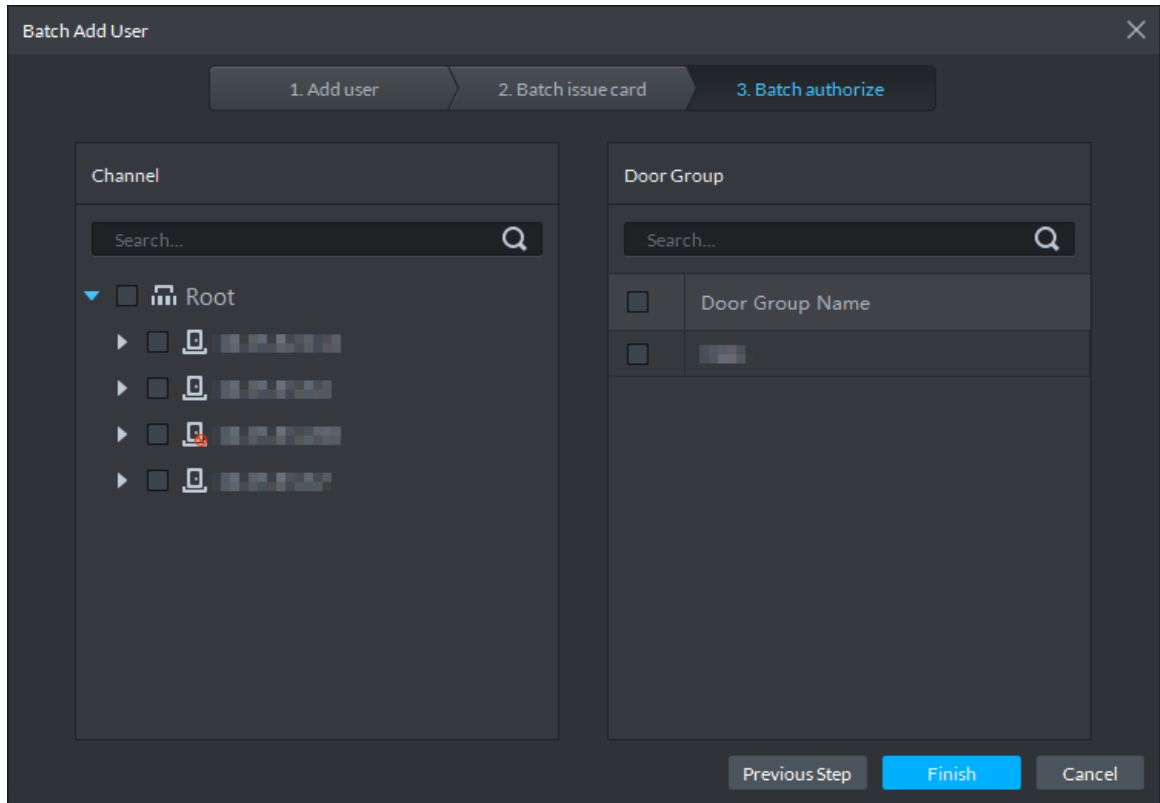 Batch Add User
1. Add user
2. Batch issue card
3. Batch authorize
Channel
Search...
Root
Door Group
Search...
Door Group Name
Previous Step
Finish
Cancel